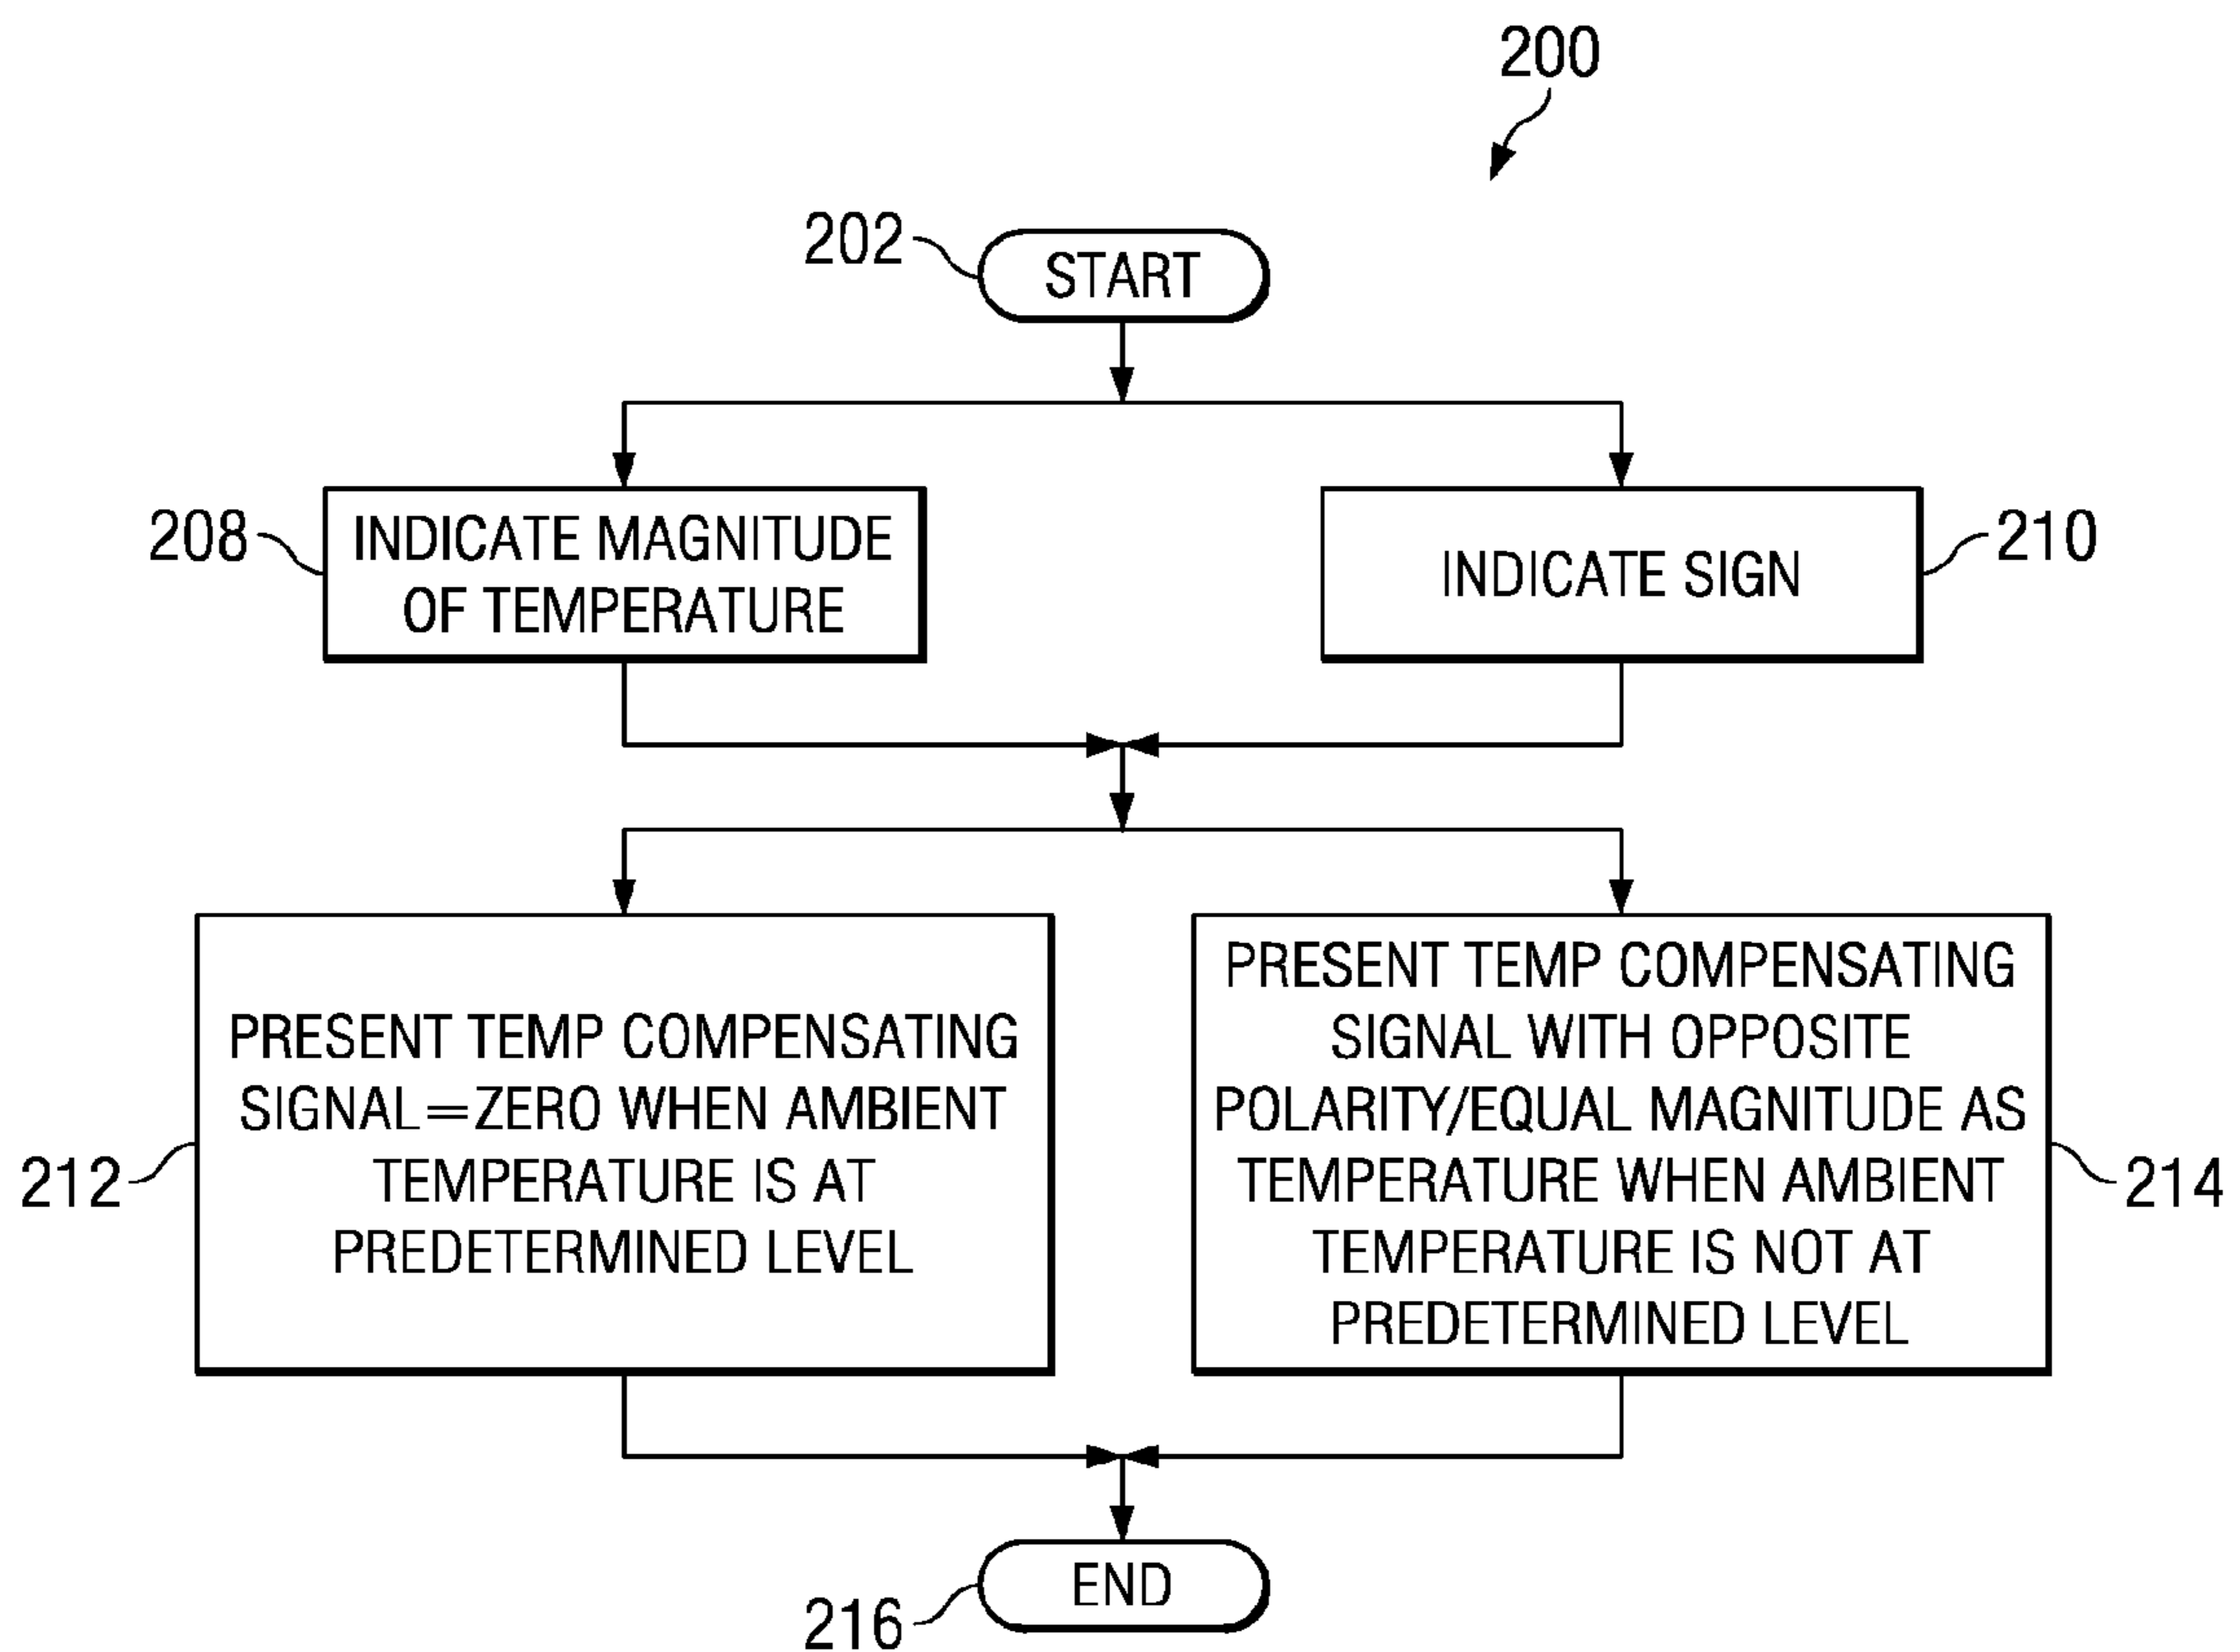 200
202
START
208
INDICATE MAGNITUDE
OF TEMPERATURE
INDICATE SIGN
210
212
PRESENT TEMP COMPENSATING
SIGNAL=ZERO WHEN AMBIENT
TEMPERATURE IS AT
PREDETERMINED LEVEL
PRESENT TEMP COMPENSATING
SIGNAL WITH OPPOSITE
POLARITY/EQUAL MAGNITUDE AS
TEMPERATURE WHEN AMBIENT
TEMPERATURE IS NOT AT
PREDETERMINED LEVEL
214
END
216